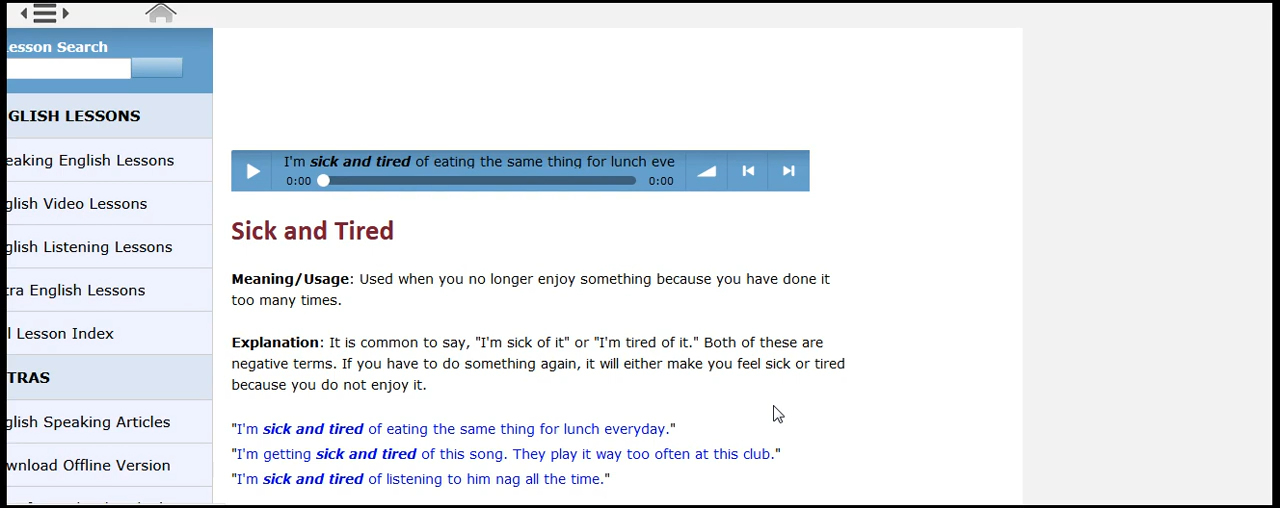 esson Search
GLISH LESSONS
eaking English Lessons
glish Video Lessons
glish Listening Lessons
tra English Lessons
l Lesson Index
TRAS
glish Speaking Articles
wnload Offline Version
I'm sick and tired of eating the same thing for lunch eve
0:00 0:00
Sick and Tired
Meaning/Usage: Used when you no longer enjoy something because you have done it
too many times.
Explanation: It is common to say, "I'm sick of it" or "I'm tired of it." Both of these are
negative terms. If you have to do something again, it will either make you feel sick or tired
because you do not enjoy it.
"I'm sick and tired of eating the same thing for lunch everyday."
"I'm getting sick and tired of this song. They play it way too often at this club."
"I'm sick and tired of listening to him nag all the time."